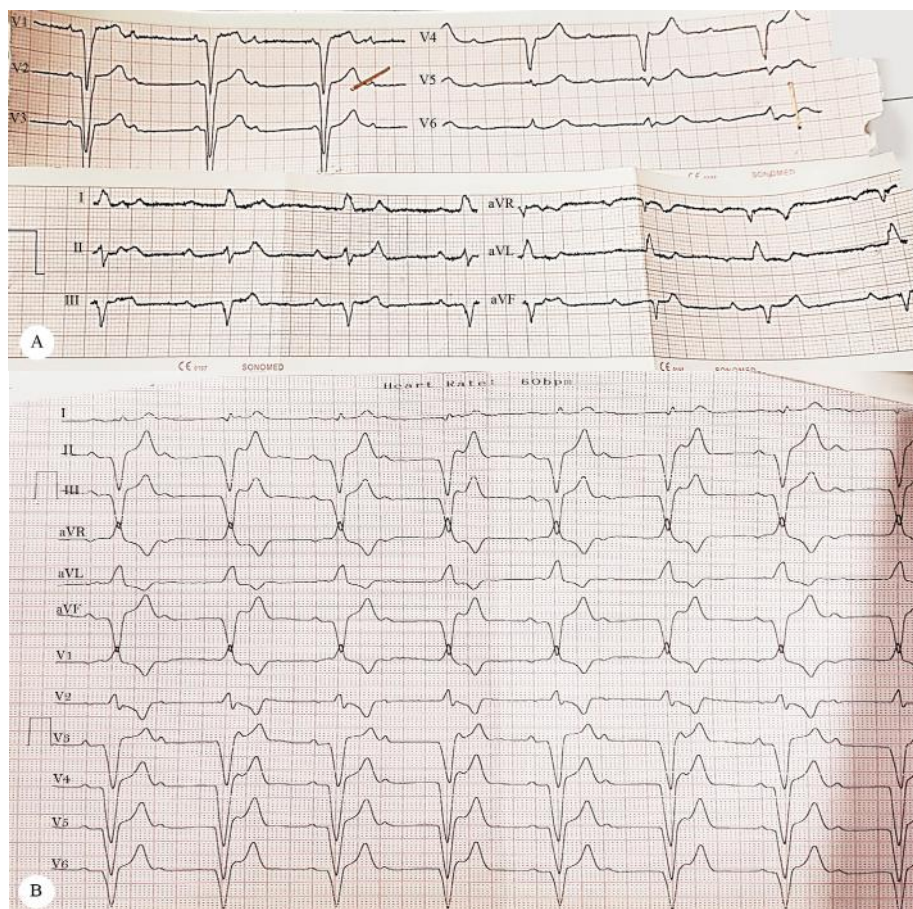 V1
V2
V3
V4
V5
V6
SONOMED
I
II
III
aVR
aVL
aVF
A
CE
SONOMED
CE
SONOMED
Heart Rate: 60bpm
I
II
III
aVR
aVL
aVF
V1
V2
V3
V4
V5
V6
B